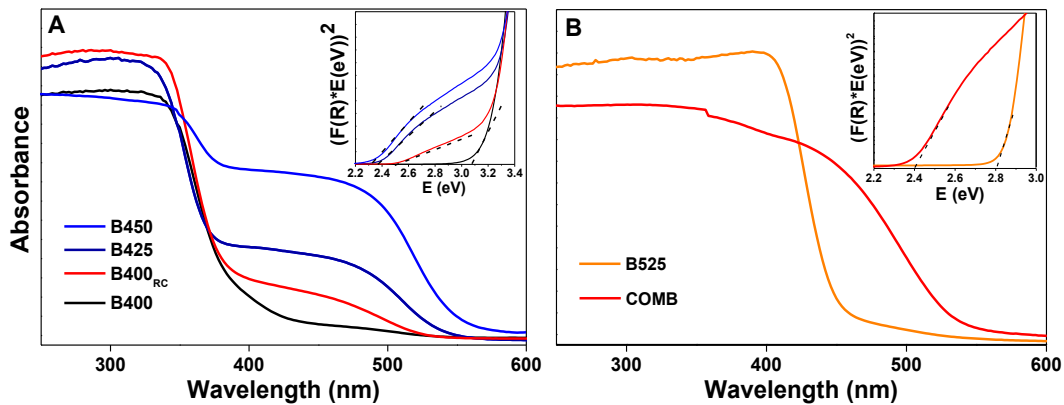 A
(F(R)*E(eV))²
2.2 2.4 2.6 2.8 3.0 3.2 3.4
E (eV)
Absorbance
B450
B425
B400RC
B400
300 400 500 600
Wavelength (nm)
B
(F(R)*E(eV))²
2.2 2.4 2.6 2.8 3.0
E (eV)
B525
COMB
300 400 500 600
Wavelength (nm)